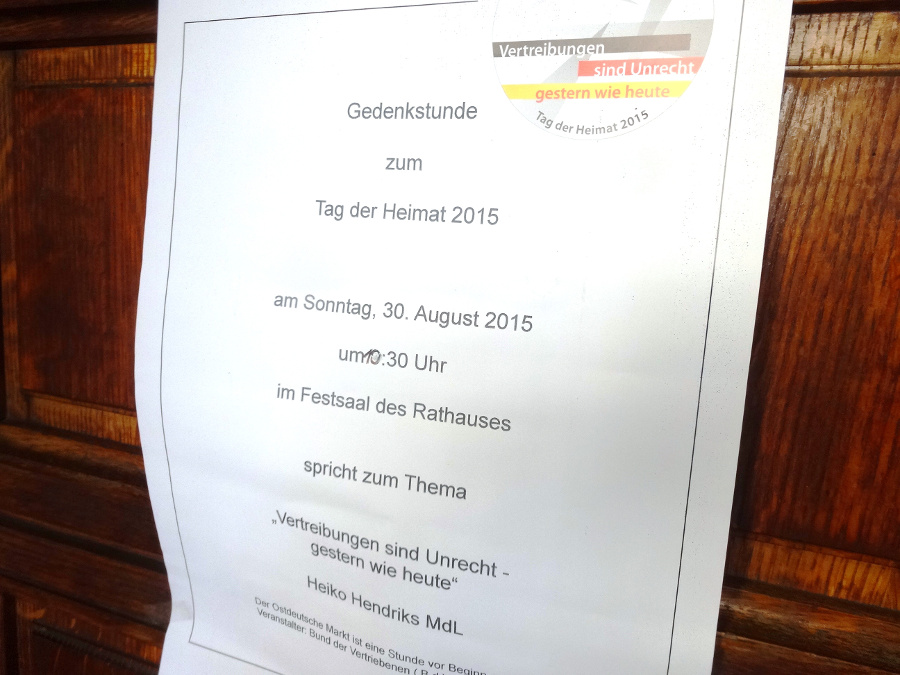 Vertreibungen
sind Unrecht
gestern wie heute
Tag der Heimat 2015
Gedenkstunde
zum
Tag der Heimat 2015
am Sonntag, 30. August 2015
um 10:30 Uhr
im Festsaal des Rathauses
spricht zum Thema
„Vertreibungen sind Unrecht -
gestern wie heute“
Heiko Hendriks MdL
Der Ostdeutsche Markt ist eine Stunde vor Beginn
Veranstalter: Bund der Vertriebenen (